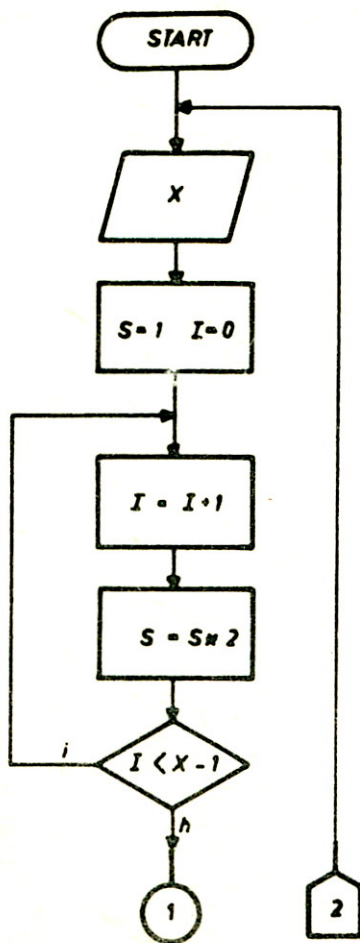 START
X
S=1 I=0
I = I+1
S = S*2
i
I < X-1
h
1
2